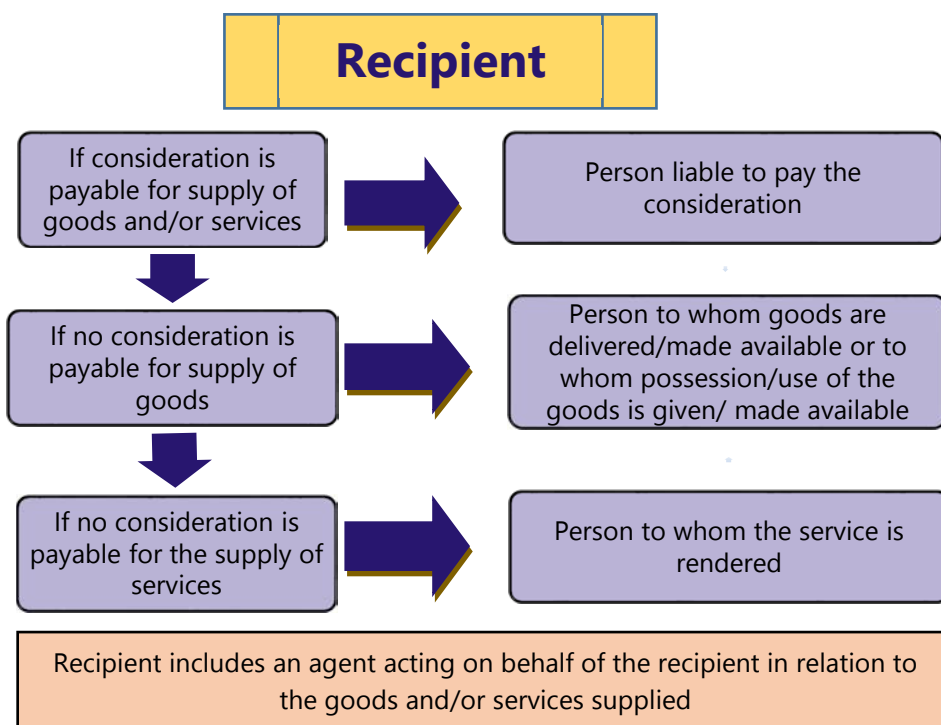 Recipient
If consideration is
payable for supply of
goods and/or services
Person liable to pay the
consideration
If no consideration is
payable for supply of
goods
Person to whom goods are
delivered/made available or to
whom possession/use of the
goods is given/ made available
If no consideration is
payable for the supply of
services
Person to whom the service is
rendered
Recipient includes an agent acting on behalf of the recipient in relation to
the goods and/or services supplied